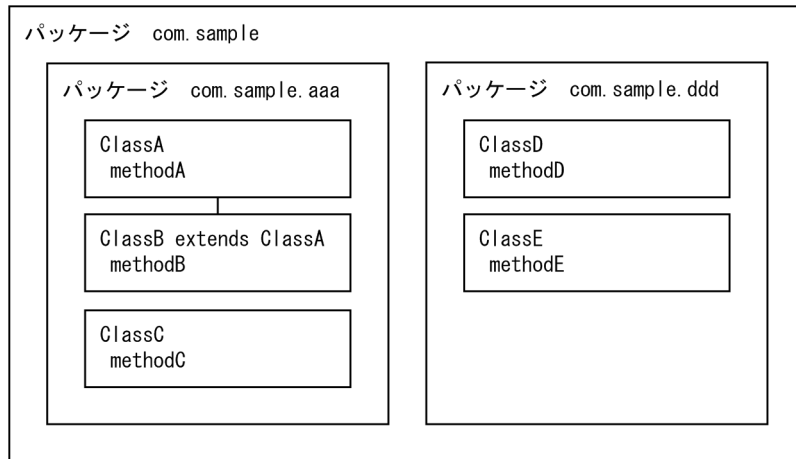 パッケージ com.sample
パッケージ com.sample.aaa
ClassA
methodA
ClassB extends ClassA
methodB
ClassC
methodC
パッケージ com.sample.ddd
ClassD
methodD
ClassE
methodE